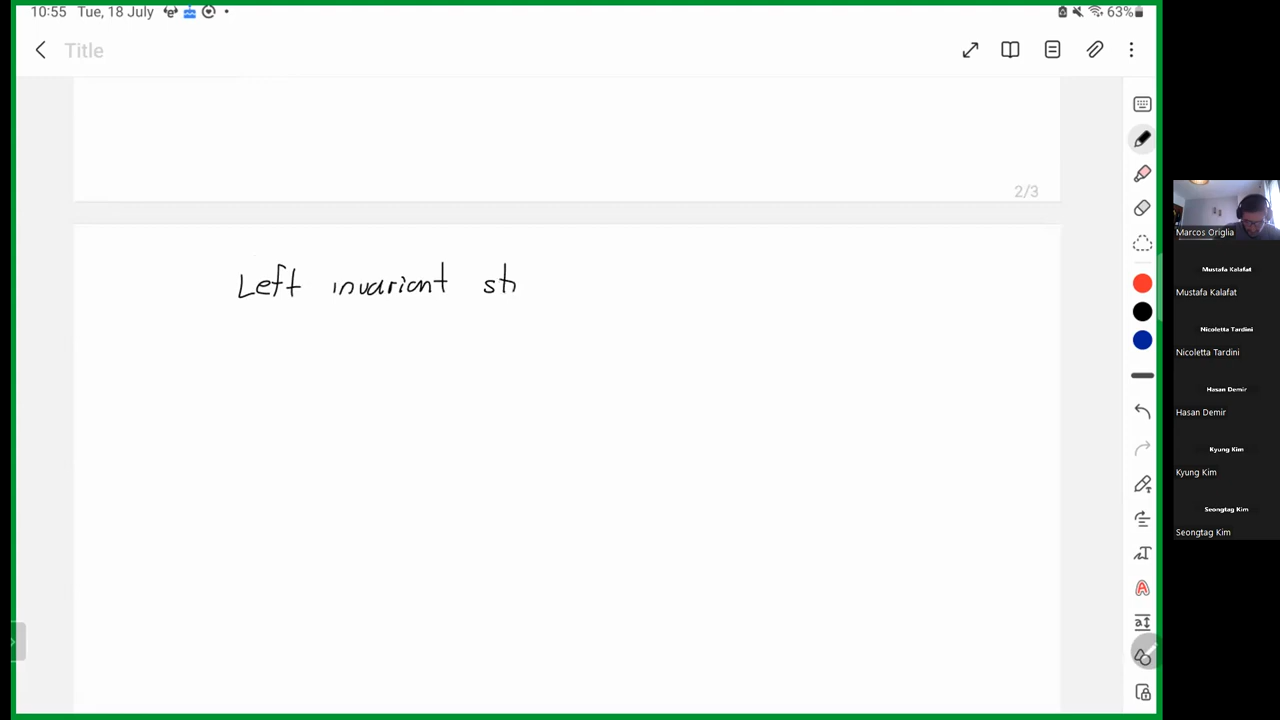 10:55 Tue, 18 July
63%
Title
2/3
Left invariant st
Marcos Origlia
Mustafa Kalafat
Mustafa Kalafat
Nicoletta Tardini
Nicoletta Tardini
Hasan Demir
Hasan Demir
Kyung Kim
Kyung Kim
Seongtag Kim
Seongtag Kim